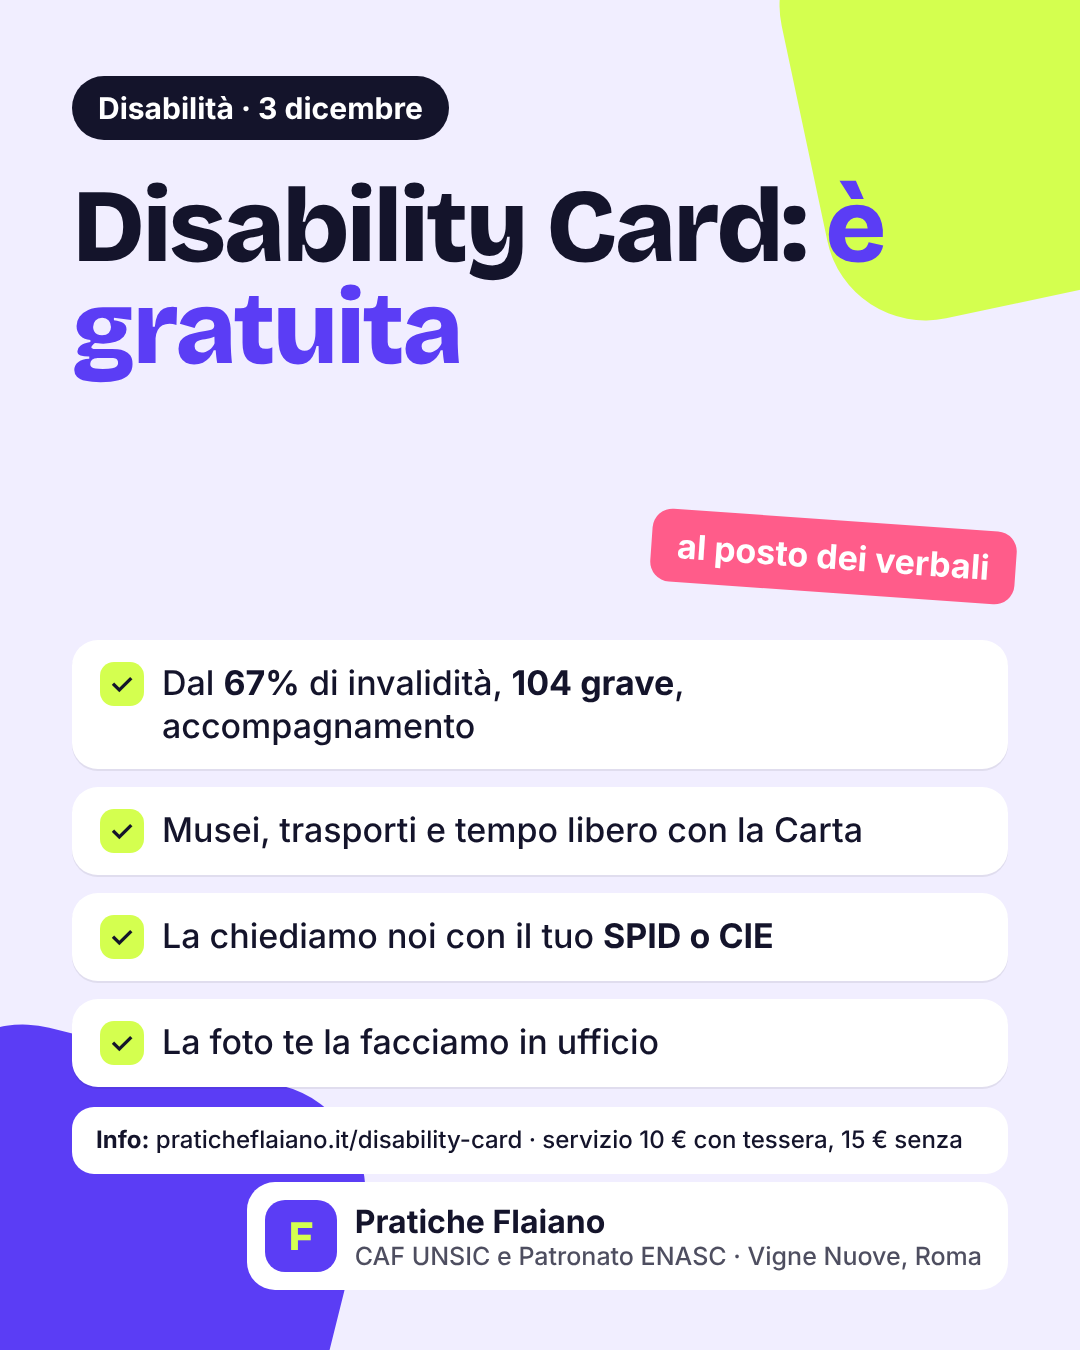 Disabilità · 3 dicembre
Disability Card: è
gratuita
al posto dei verbali
Dal 67% di invalidità, 104 grave,
accompagnamento
Musei, trasporti e tempo libero con la Carta
La chiediamo noi con il tuo SPID o CIE
La foto te la facciamo in ufficio
Info: praticheflaiano.it/disability-card · servizio 10 € con tessera, 15 € senza
F
Pratiche Flaiano
CAF UNSIC e Patronato ENASC · Vigne Nuove, Roma